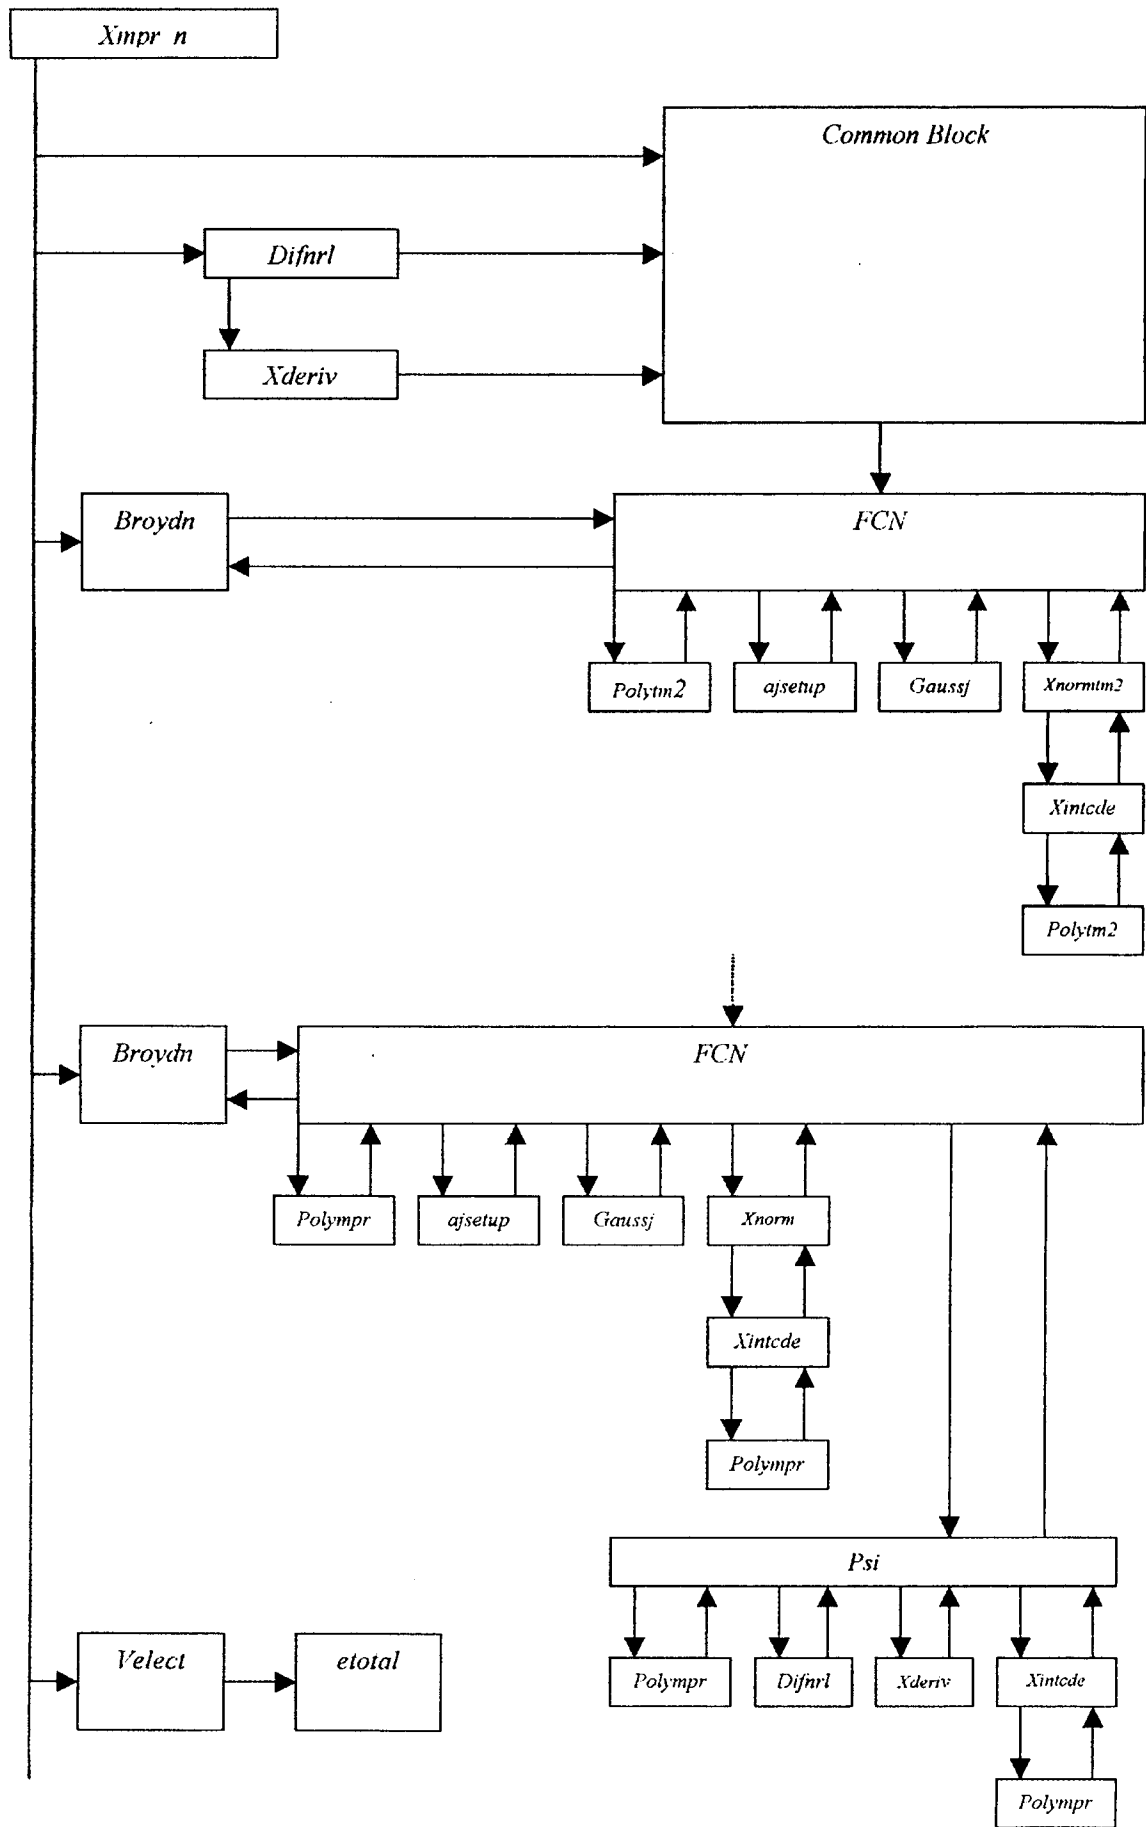 Xmpr_n
Common Block
Difnrl
Xderiv
Broydn
FCN
Polytm2
ajsetup
Gaussj
Xnormtm2
Xintcde
Polytm2
Broydn
FCN
Polympr
ajsetup
Gaussj
Xnorm
Xintcde
Polympr
Psi
Velect
etotal
Polympr
Difnrl
Xderiv
Xintcde
Polympr